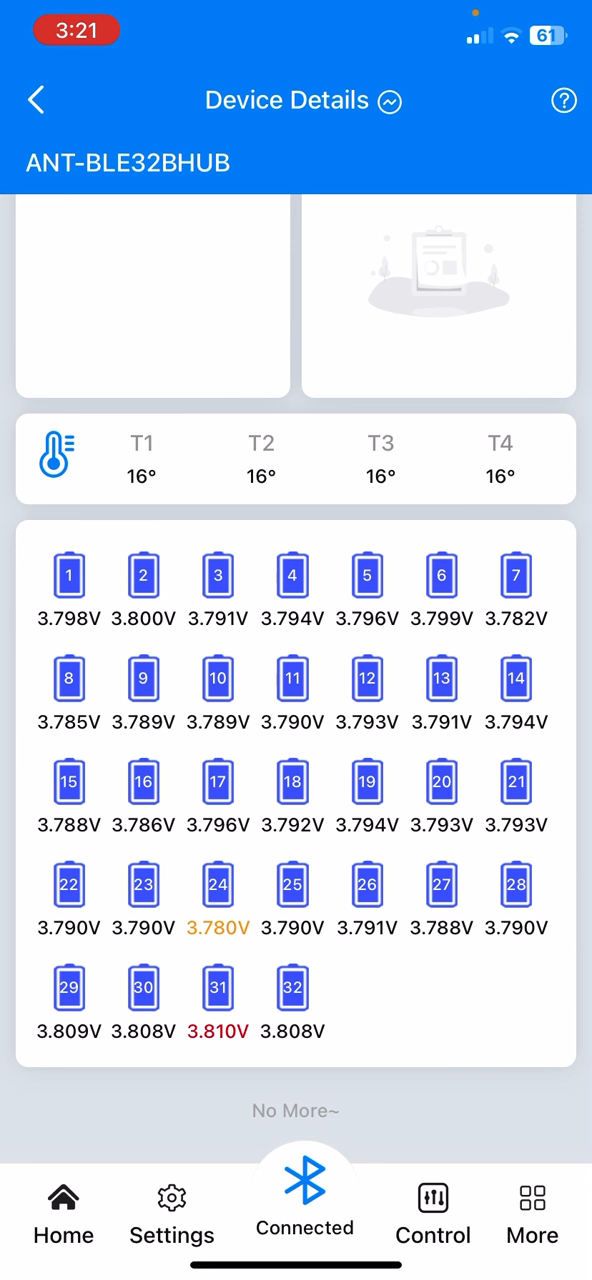 3:21
61
Device Details
?
ANT-BLE32BHUB
T1 T2 T3 T4
16° 16° 16° 16°
1 2 3 4 5 6 7
3.798V 3.800V 3.791V 3.794V 3.796V 3.799V 3.782V
8 9 10 11 12 13 14
3.785V 3.789V 3.789V 3.790V 3.793V 3.791V 3.794V
15 16 17 18 19 20 21
3.788V 3.786V 3.796V 3.792V 3.794V 3.793V 3.793V
22 23 24 25 26 27 28
3.790V 3.790V 3.780V 3.790V 3.791V 3.788V 3.790V
29 30 31 32
3.809V 3.808V 3.810V 3.808V
No More~
Home Settings Connected Control More